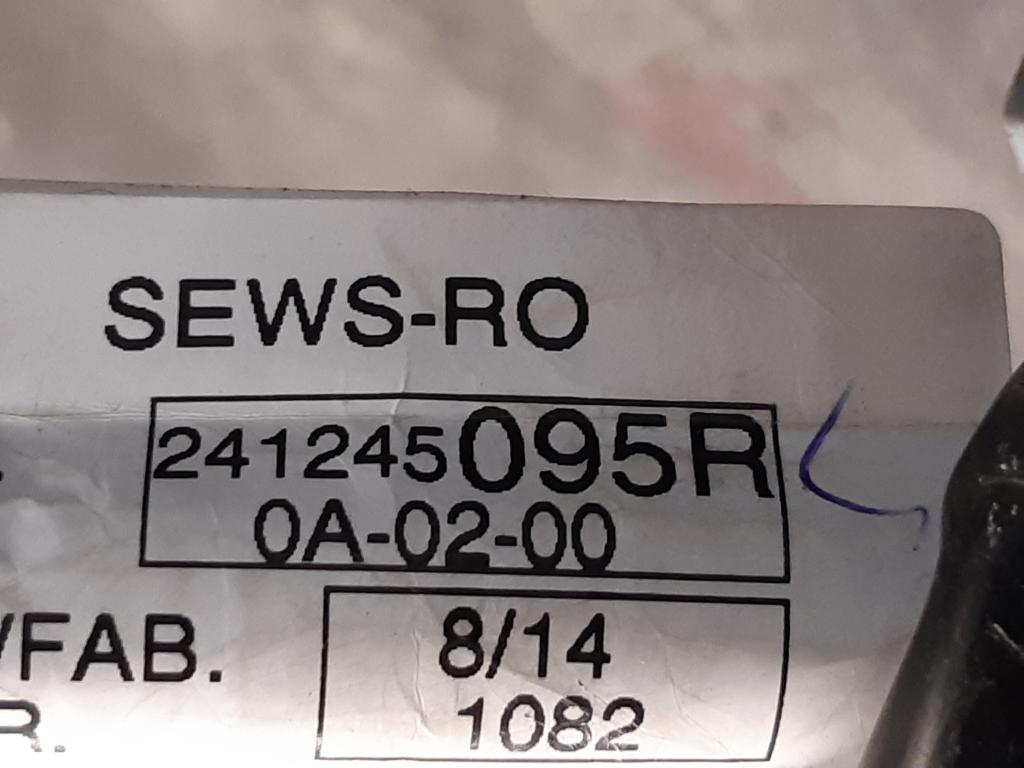 SEWS-RO
241245095R
0A-02-00
/FAB.
8/14
R.
1082